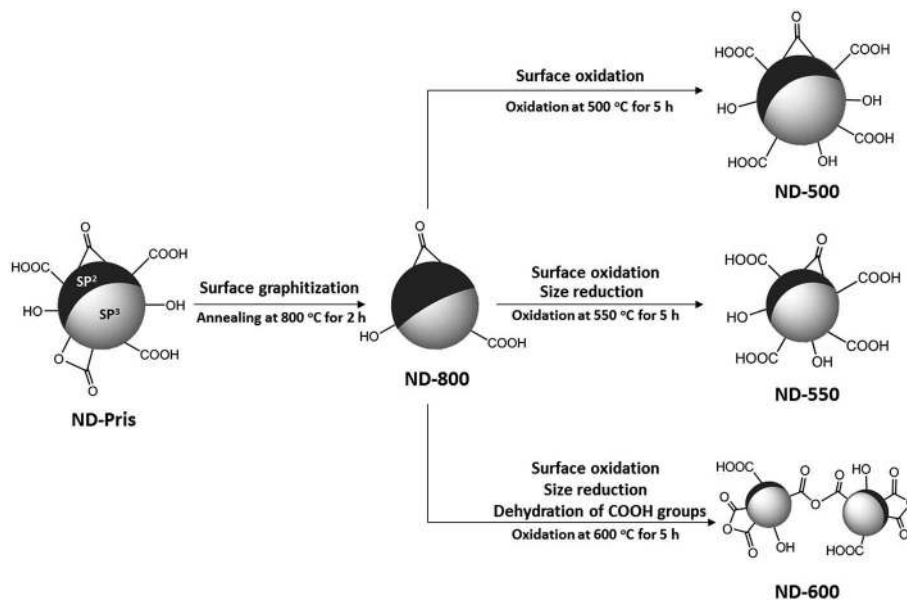 O
HOOC
COOH
HO
OH
COOH
HOOC
OH
ND-500
Surface oxidation
Oxidation at 500 °C for 5 h
O
HOOC
COOH
SP²
HO
SP³
OH
O
COOH
O
ND-Pris
Surface graphitization
Annealing at 800 °C for 2 h
O
HO
COOH
ND-800
Surface oxidation
Size reduction
Oxidation at 550 °C for 5 h
O
HOOC
COOH
HO
HOOC
COOH
OH
ND-550
Surface oxidation
Size reduction
Dehydration of COOH groups
Oxidation at 600 °C for 5 h
HOOC
O
O
O
HO
O
O
O
O
O
O
OH
HOOC
ND-600